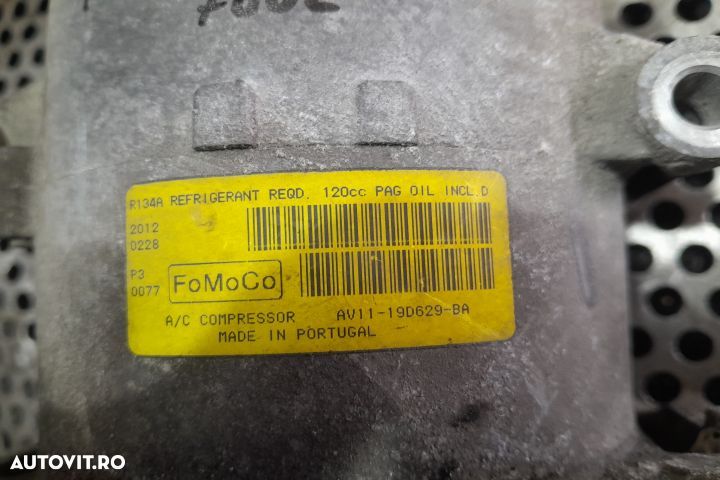 R134A REFRIGERANT REQD. 120cc PAG OIL INCL.D
2012
0228
P3
0077
FoMoCo
A/C COMPRESSOR AV11-19D629-BA
MADE IN PORTUGAL
AUTOVIT.RO